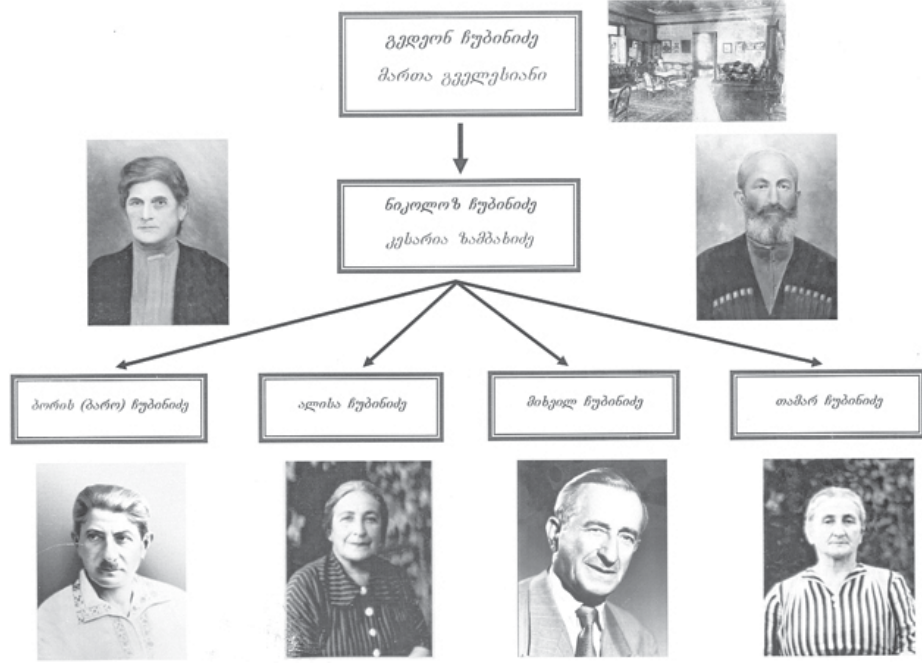 გედეონ ჩუბინიძე
მართა გველესიანი
ნიკოლოზ ჩუბინიძე
კესარია ზამბახიძე
ბორის (ბარო) ჩუბინიძე
ალისა ჩუბინიძე
მიხეილ ჩუბინიძე
თამარ ჩუბინიძე